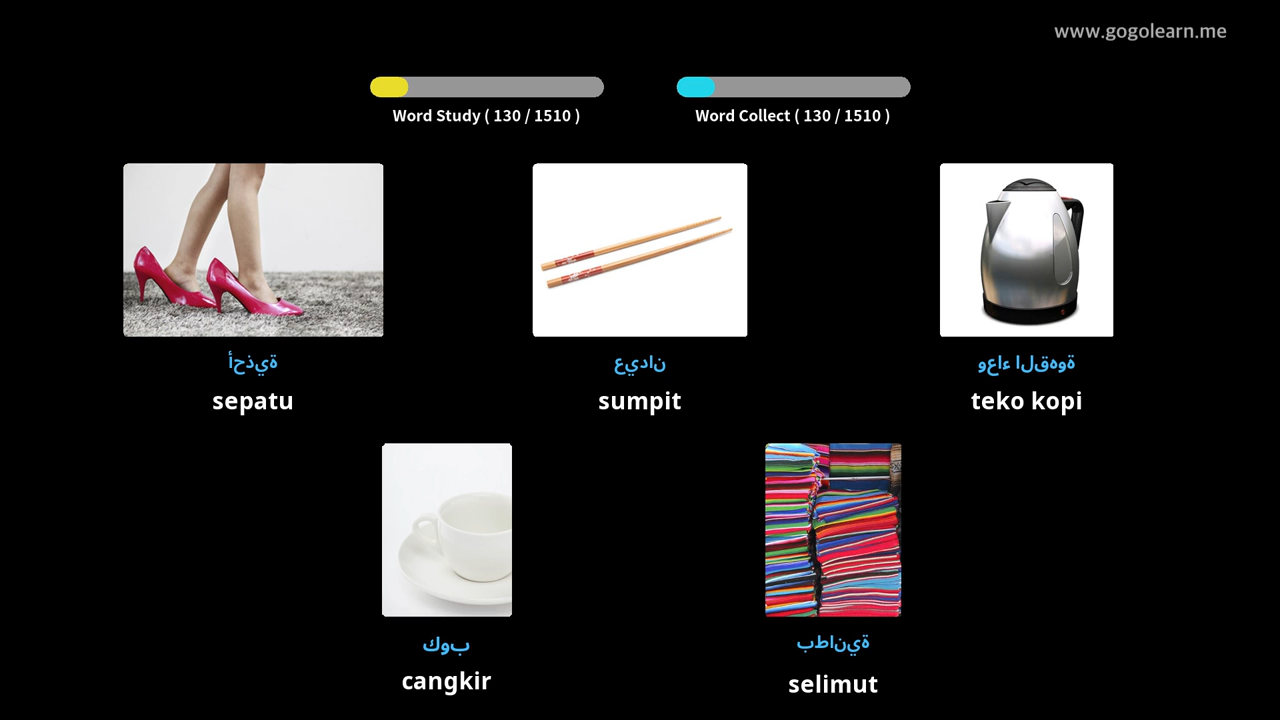 www.gogolearn.me
Word Study ( 130 / 1510 )
Word Collect ( 130 / 1510 )
أحذية
sepatu
عيدان
sumpit
وعاء القهوة
teko kopi
كوب
cangkir
بطانية
selimut